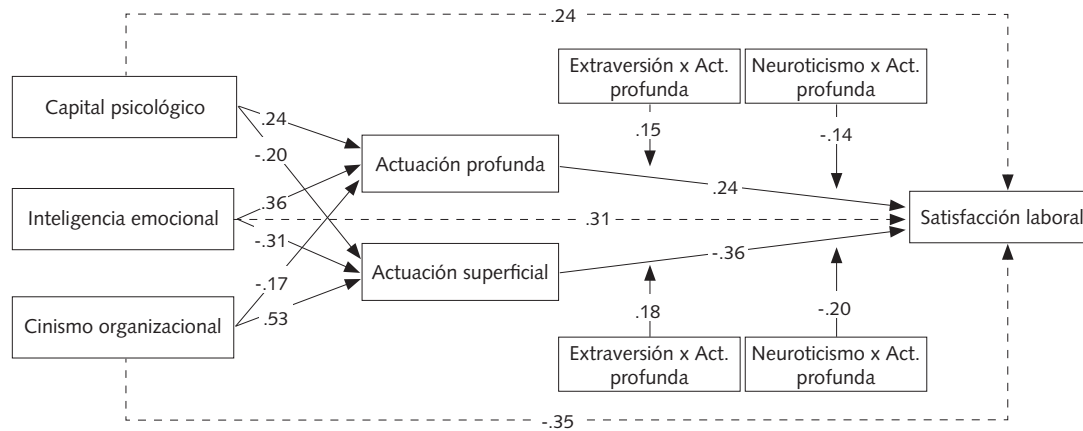 .24
Extraversión x Act.
profunda
Neuroticismo x Act.
profunda
Capital psicológico
.24
.15
-.14
-.20
Actuación profunda
.24
.36
Inteligencia emocional
.31
Satisfacción laboral
-.31
Actuación superficial
-.36
-.17
.18
-.20
Cinismo organizacional
.53
Extraversión x Act.
profunda
Neuroticismo x Act.
profunda
-.35